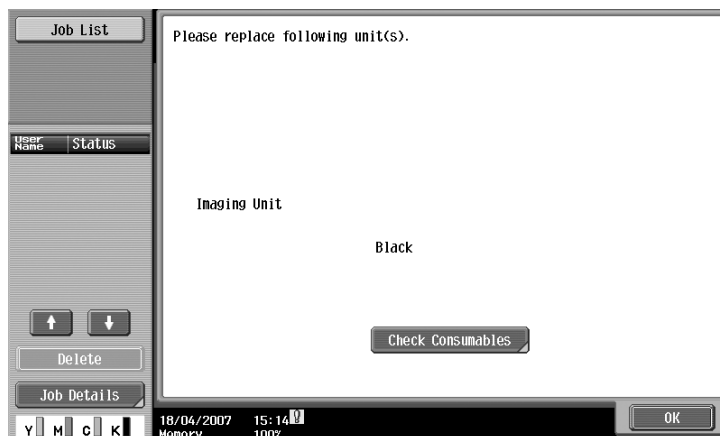 Job List
Please replace following unit(s).
User Name Status
Imaging Unit
Black
Check Consumables
Delete
Job Details
OK
18/04/2007 15:14
Memory 100%
Y M C K